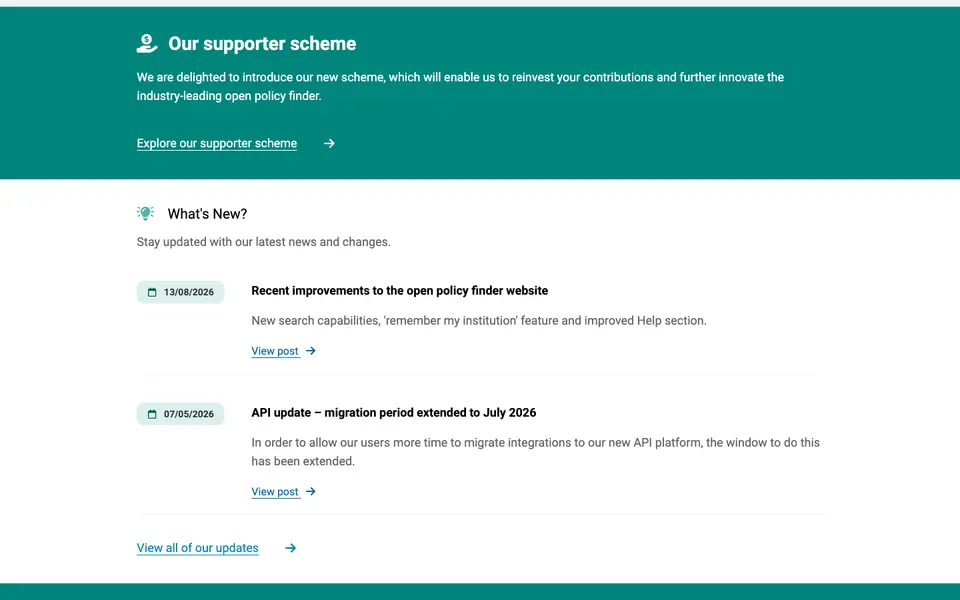 Our supporter scheme
We are delighted to introduce our new scheme, which will enable us to reinvest your contributions and further innovate the
industry-leading open policy finder.
Explore our supporter scheme
What's New?
Stay updated with our latest news and changes.
13/08/2026
Recent improvements to the open policy finder website
New search capabilities, 'remember my institution' feature and improved Help section.
View post
07/05/2026
API update – migration period extended to July 2026
In order to allow our users more time to migrate integrations to our new API platform, the window to do this
has been extended.
View post
View all of our updates